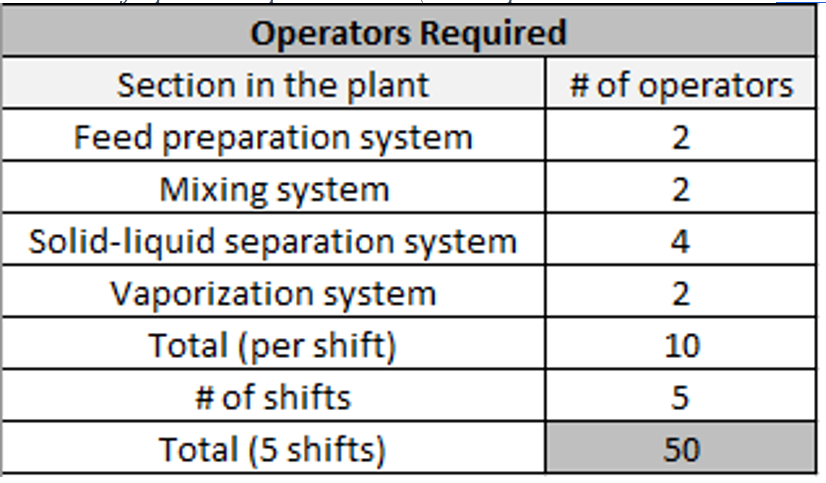 Operators Required
Section in the plant # of operators
Feed preparation system 2
Mixing system 2
Solid-liquid separation system 4
Vaporization system 2
Total (per shift) 10
# of shifts 5
Total (5 shifts) 50